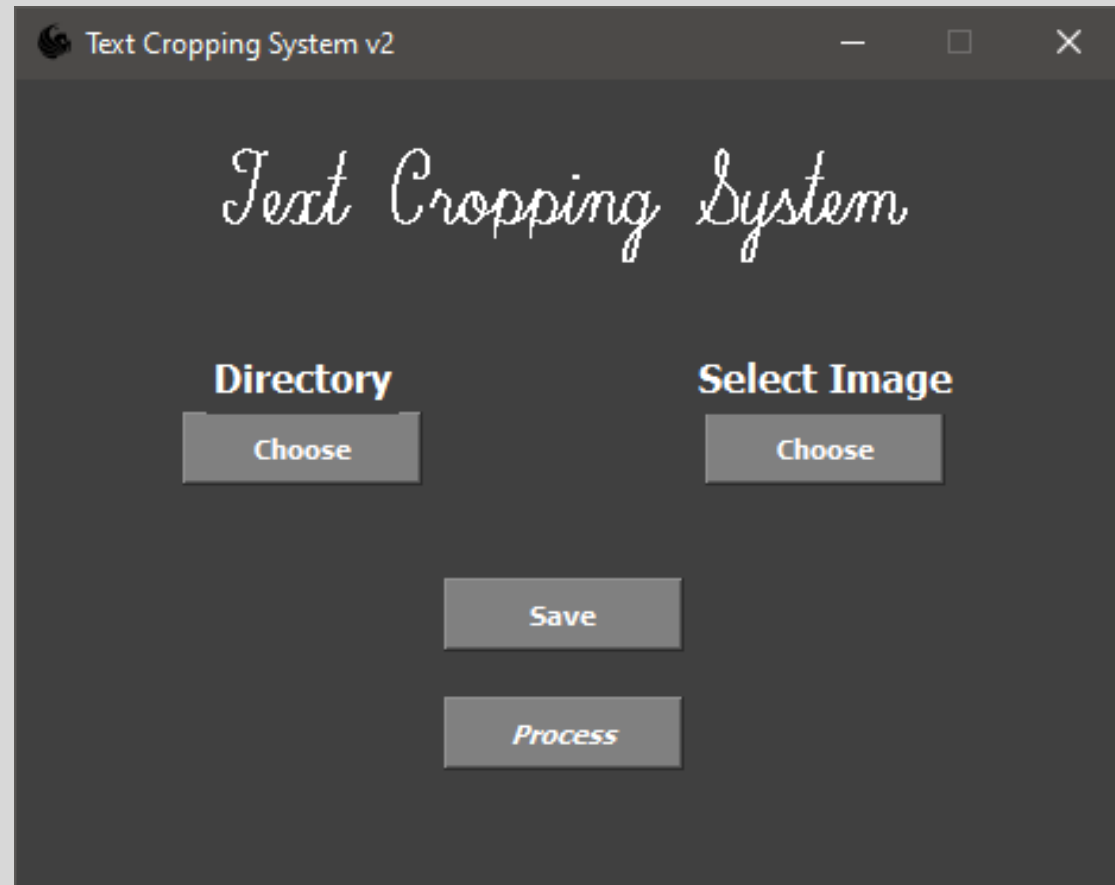 Text Cropping System v2
Text Cropping System
Directory Select Image
Choose Choose
Save
Process